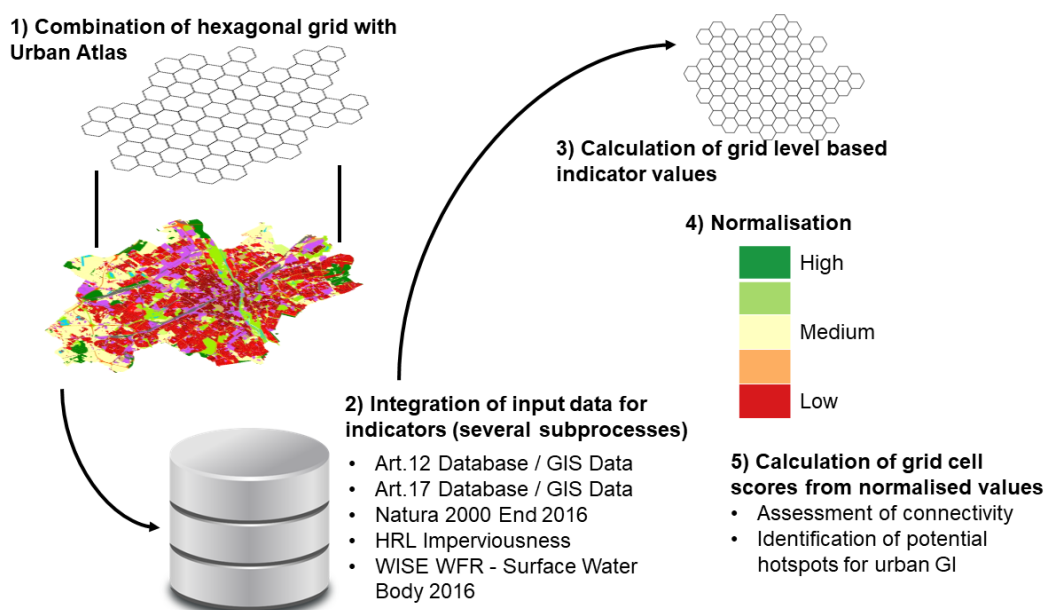 1) Combination of hexagonal grid with
Urban Atlas
3) Calculation of grid level based
indicator values
4) Normalisation
High
Medium
Low
2) Integration of input data for
indicators (several subprocesses)
• Art.12 Database / GIS Data
• Art.17 Database / GIS Data
• Natura 2000 End 2016
• HRL Imperviousness
• WISE WFR - Surface Water
Body 2016
5) Calculation of grid cell
scores from normalised values
• Assessment of connectivity
• Identification of potential
hotspots for urban GI